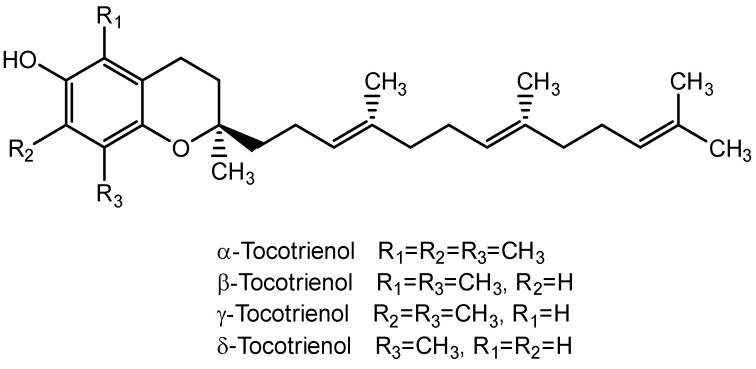 R1
HO
CH3
CH3
CH3
R2
O
CH3
CH3
R3
α-Tocotrienol R1=R2=R3=CH3
β-Tocotrienol R1=R3=CH3, R2=H
γ-Tocotrienol R2=R3=CH3, R1=H
δ-Tocotrienol R3=CH3, R1=R2=H